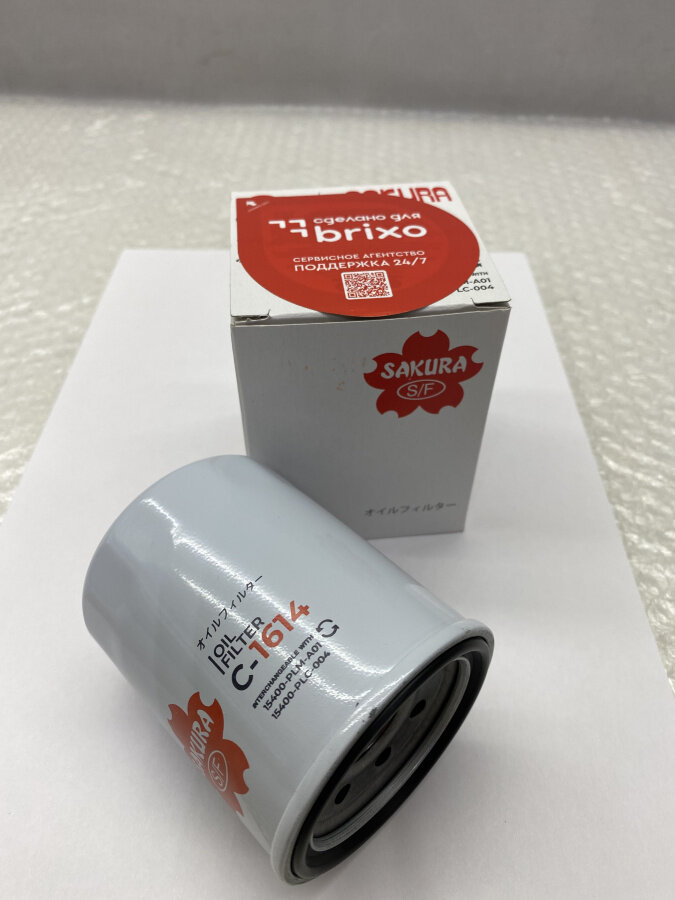 SAKURA
сделано для
brixo
СЕРВИСНОЕ АГЕНТСТВО
ПОДДЕРЖКА 24/7
SAKURA
S/F
オイルフィルター
オイルフィルター
OIL
FILTER
C-1614
INTERCHANGEABLE WITH
15400-PLM-A01
15400-PLC-004
SAKURA
S/F